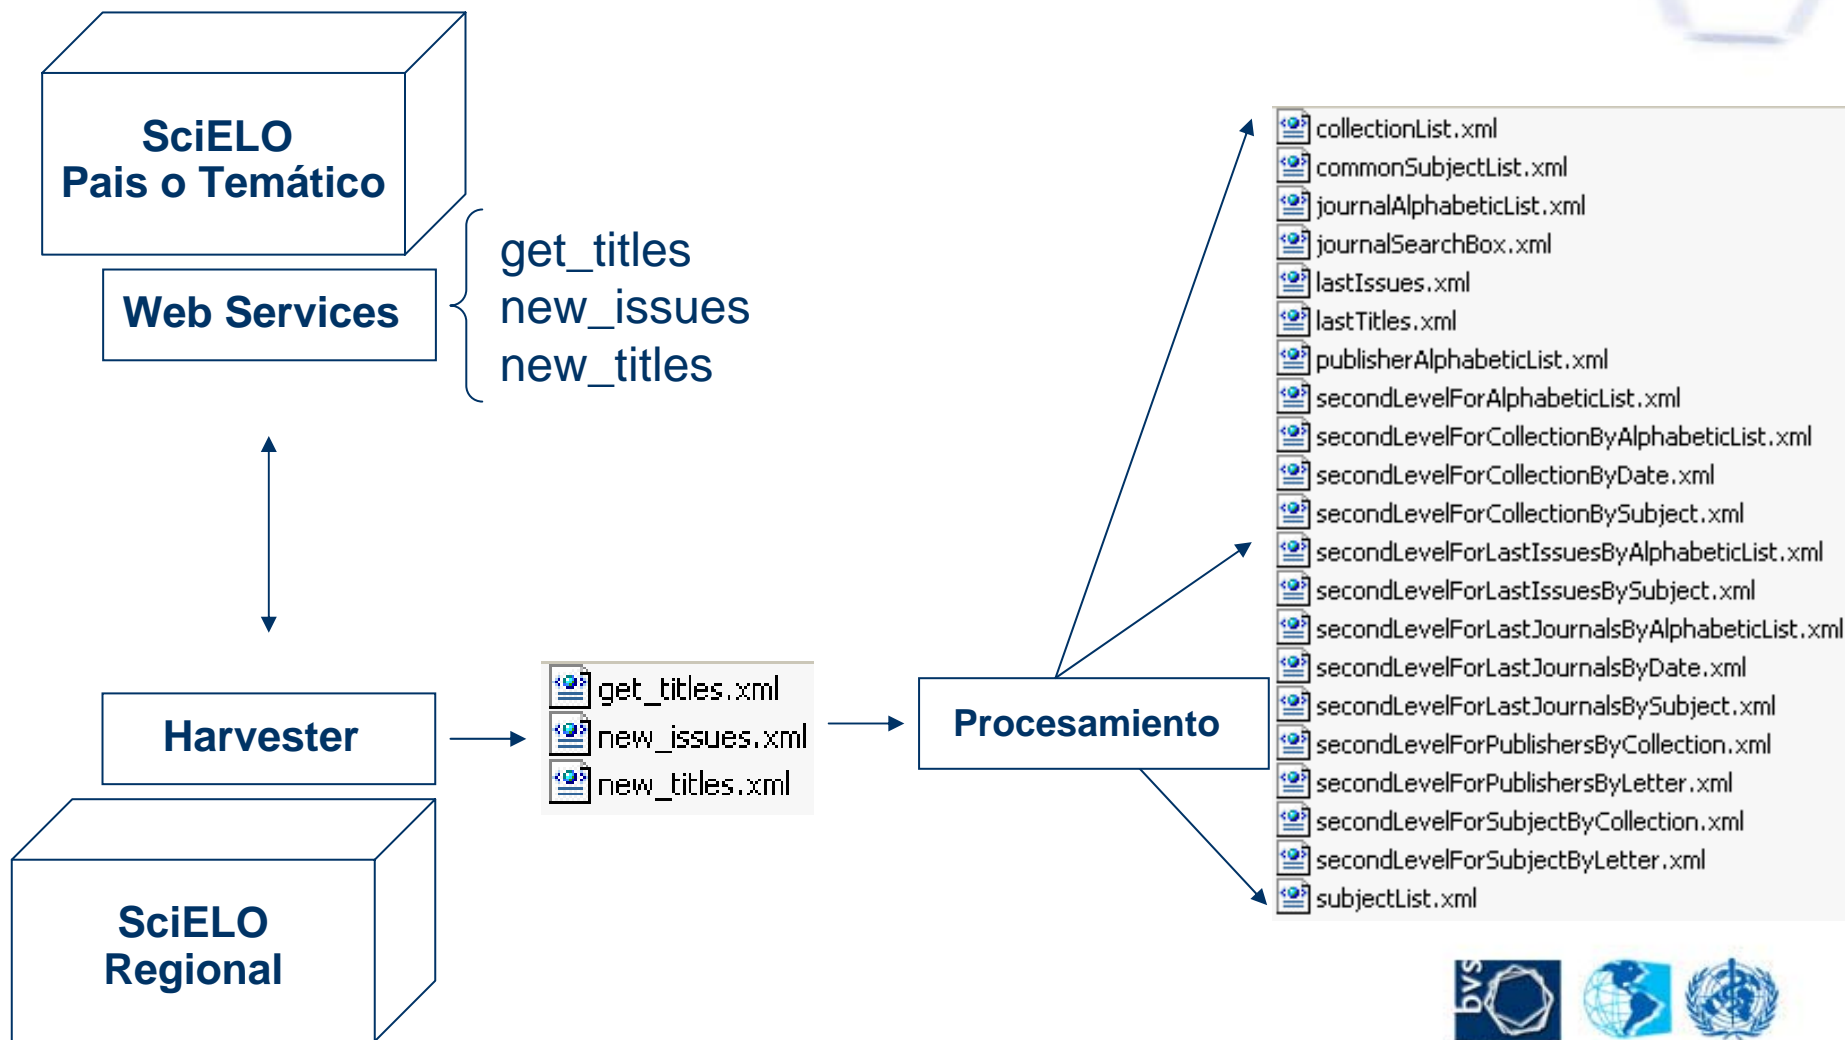 SciELO
Pais o Temático
Web Services
get_titles
new_issues
new_titles
Harvester
SciELO
Regional
get_titles.xml
new_issues.xml
new_titles.xml
Procesamiento
collectionList.xml
commonSubjectList.xml
journalAlphabeticList.xml
journalSearchBox.xml
lastIssues.xml
lastTitles.xml
publisherAlphabeticList.xml
secondLevelForAlphabeticList.xml
secondLevelForCollectionByAlphabeticList.xml
secondLevelForCollectionByDate.xml
secondLevelForCollectionBySubject.xml
secondLevelForLastIssuesByAlphabeticList.xml
secondLevelForLastIssuesBySubject.xml
secondLevelForLastJournalsByAlphabeticList.xml
secondLevelForLastJournalsByDate.xml
secondLevelForLastJournalsBySubject.xml
secondLevelForPublishersByCollection.xml
secondLevelForPublishersByLetter.xml
secondLevelForSubjectByCollection.xml
secondLevelForSubjectByLetter.xml
subjectList.xml
bvs